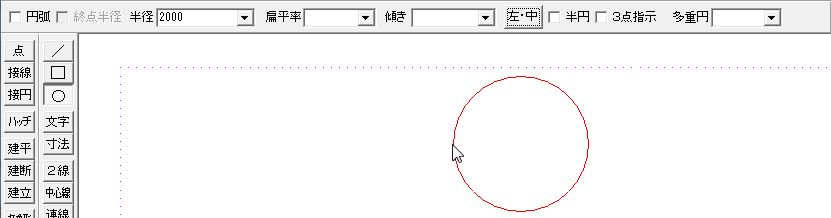 円弧 終点半径 半径 2000 扁平率 傾き 左・中 半円 3点指示 多重円
点 ／
接線 □
接円 ○
ハッチ 文字
建平 寸法
建断 2線
建立 中心線
連線